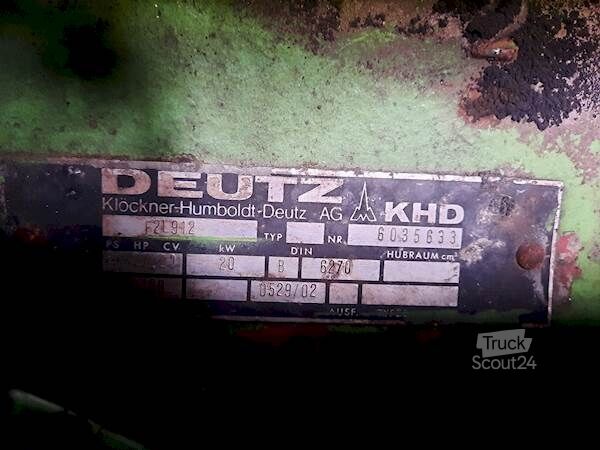 DEUTZ
Klöckner-Humboldt-Deutz AG KHD
F2L912 TYP NR. 6035633
PS HP CV kW DIN HUBRAUM cm³
20 B 6270
0529/02
AUSF.
Truck
Scout24